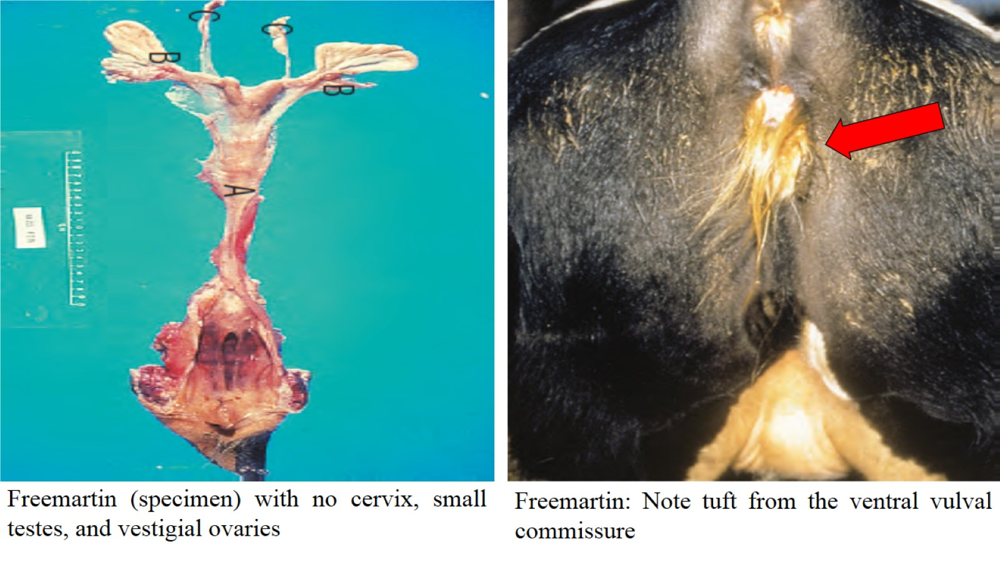 C
C
B
B
A
Freemartin (specimen) with no cervix, small
testes, and vestigial ovaries
Freemartin: Note tuft from the ventral vulval
commissure